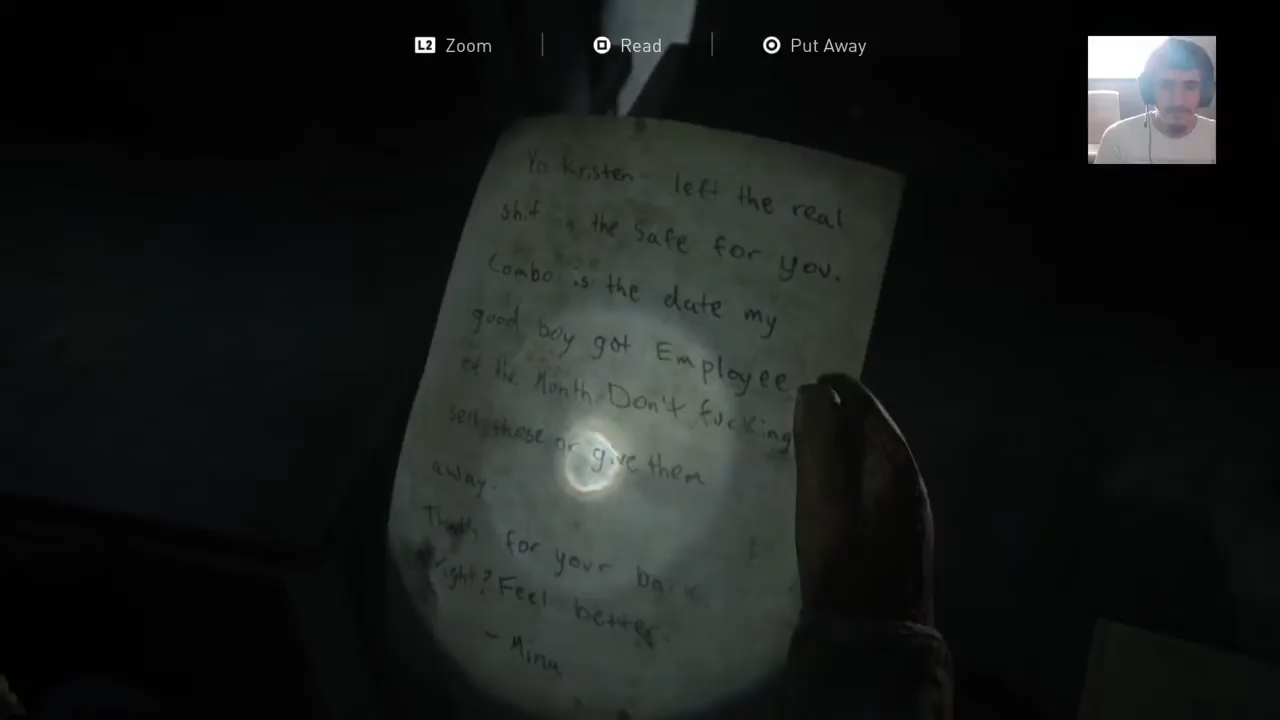 L2 Zoom | Read | Put Away
Yo Kristen - left the real
shit in the safe for you.
Combo is the date my
good boy got Employee
of the Month. Don't fucking
sell these or give them
away.
That's for your back,
right? Feel better.
- Mina